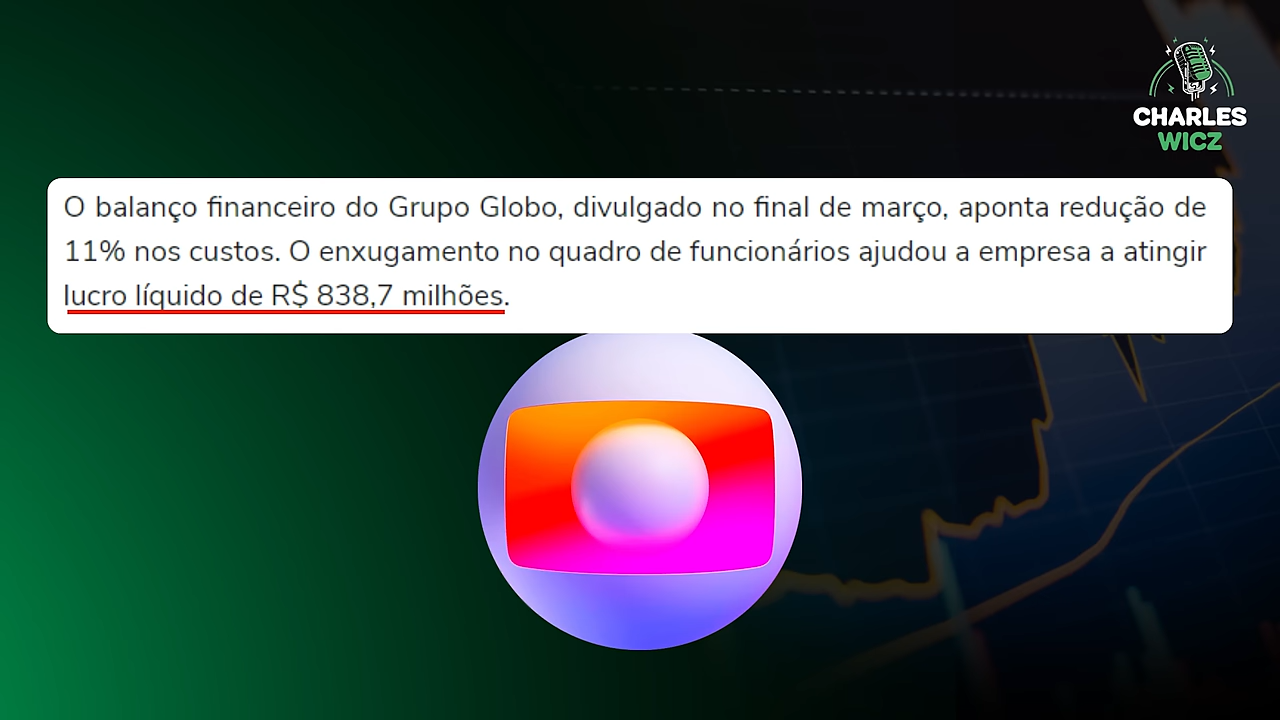 CHARLES
WICZ
O balanço financeiro do Grupo Globo, divulgado no final de março, aponta redução de
11% nos custos. O enxugamento no quadro de funcionários ajudou a empresa a atingir
lucro líquido de R$ 838,7 milhões.